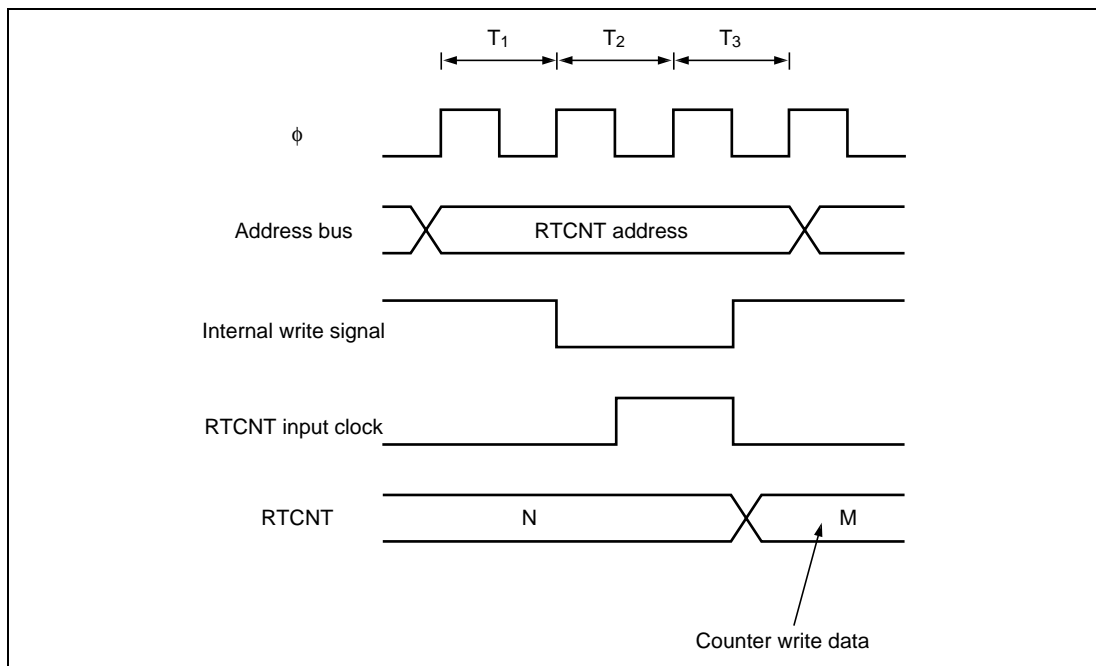 T1 T2 T3
φ
Address bus
RTCNT address
Internal write signal
RTCNT input clock
RTCNT
N
M
Counter write data